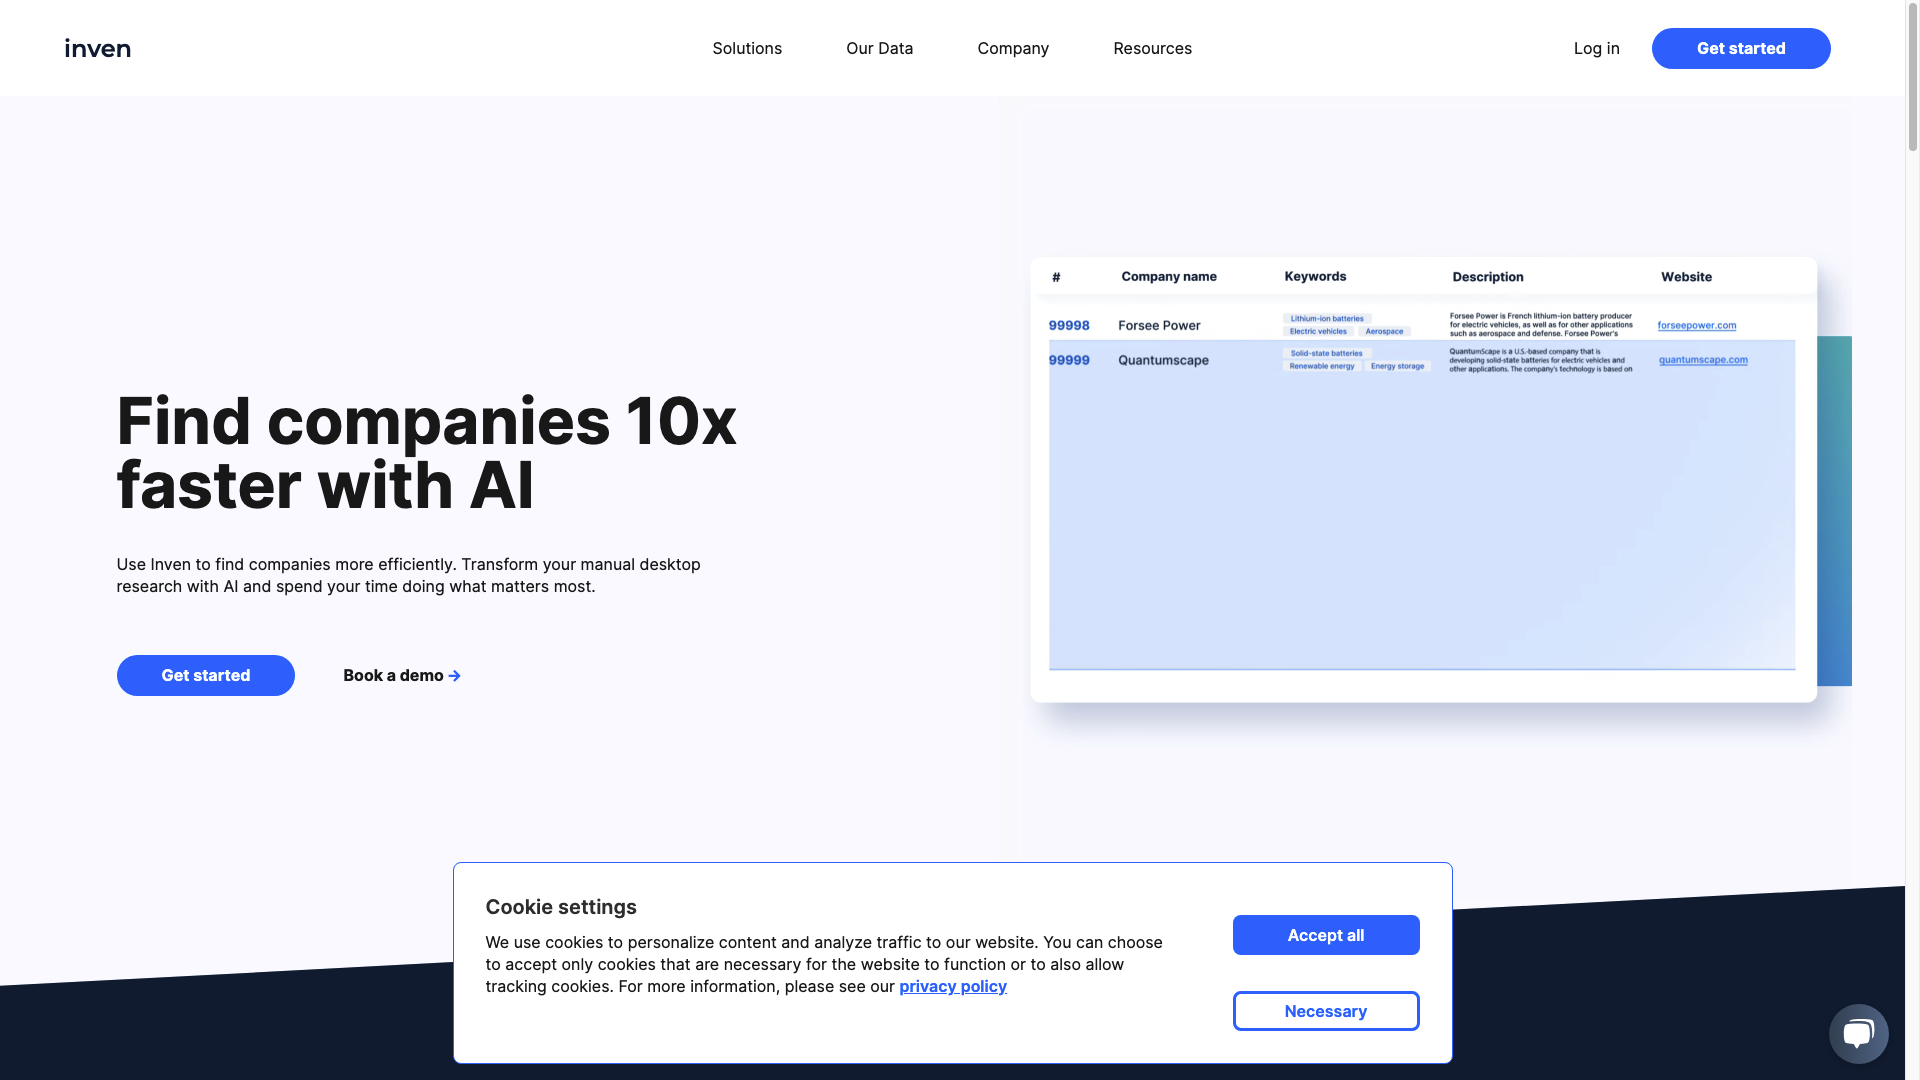 inven
Solutions
Our Data
Company
Resources
Log in
Get started
Find companies 10x
faster with AI
Use Inven to find companies more efficiently. Transform your manual desktop
research with AI and spend your time doing what matters most.
Get started
Book a demo →
# Company name Keywords Description Website
99998 Forsee Power
Lithium-ion batteries
Electric vehicles Aerospace
Forsee Power is French lithium-ion battery producer
for electric vehicles, as well as for other applications
such as aerospace and defense. Forsee Power's
forseepower.com
99999 Quantumscape
Solid-state batteries
Renewable energy Energy storage
QuantumScape is a U.S.-based company that is
developing solid-state batteries for electric vehicles and
other applications. The company's technology is based on
quantumscape.com
Cookie settings
We use cookies to personalize content and analyze traffic to our website. You can choose
to accept only cookies that are necessary for the website to function or to also allow
tracking cookies. For more information, please see our privacy policy
Accept all
Necessary